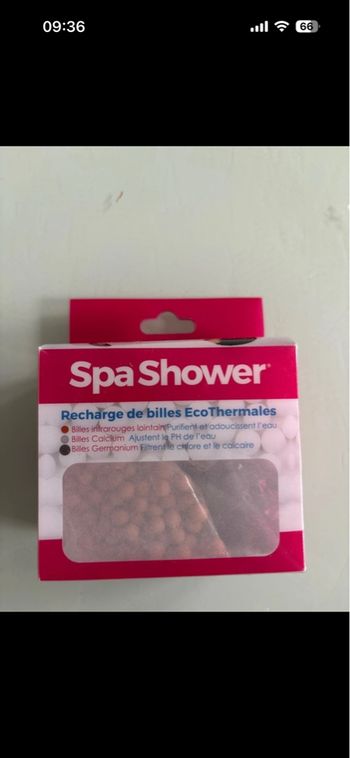 09:36
66
Spa Shower
Recharge de billes EcoThermales
Billes infrarouges lointain Purifient et adoucissent l'eau
Billes Calcium Ajustent le PH de l'eau
Billes Germanium Filtrent le chlore et le calcaire